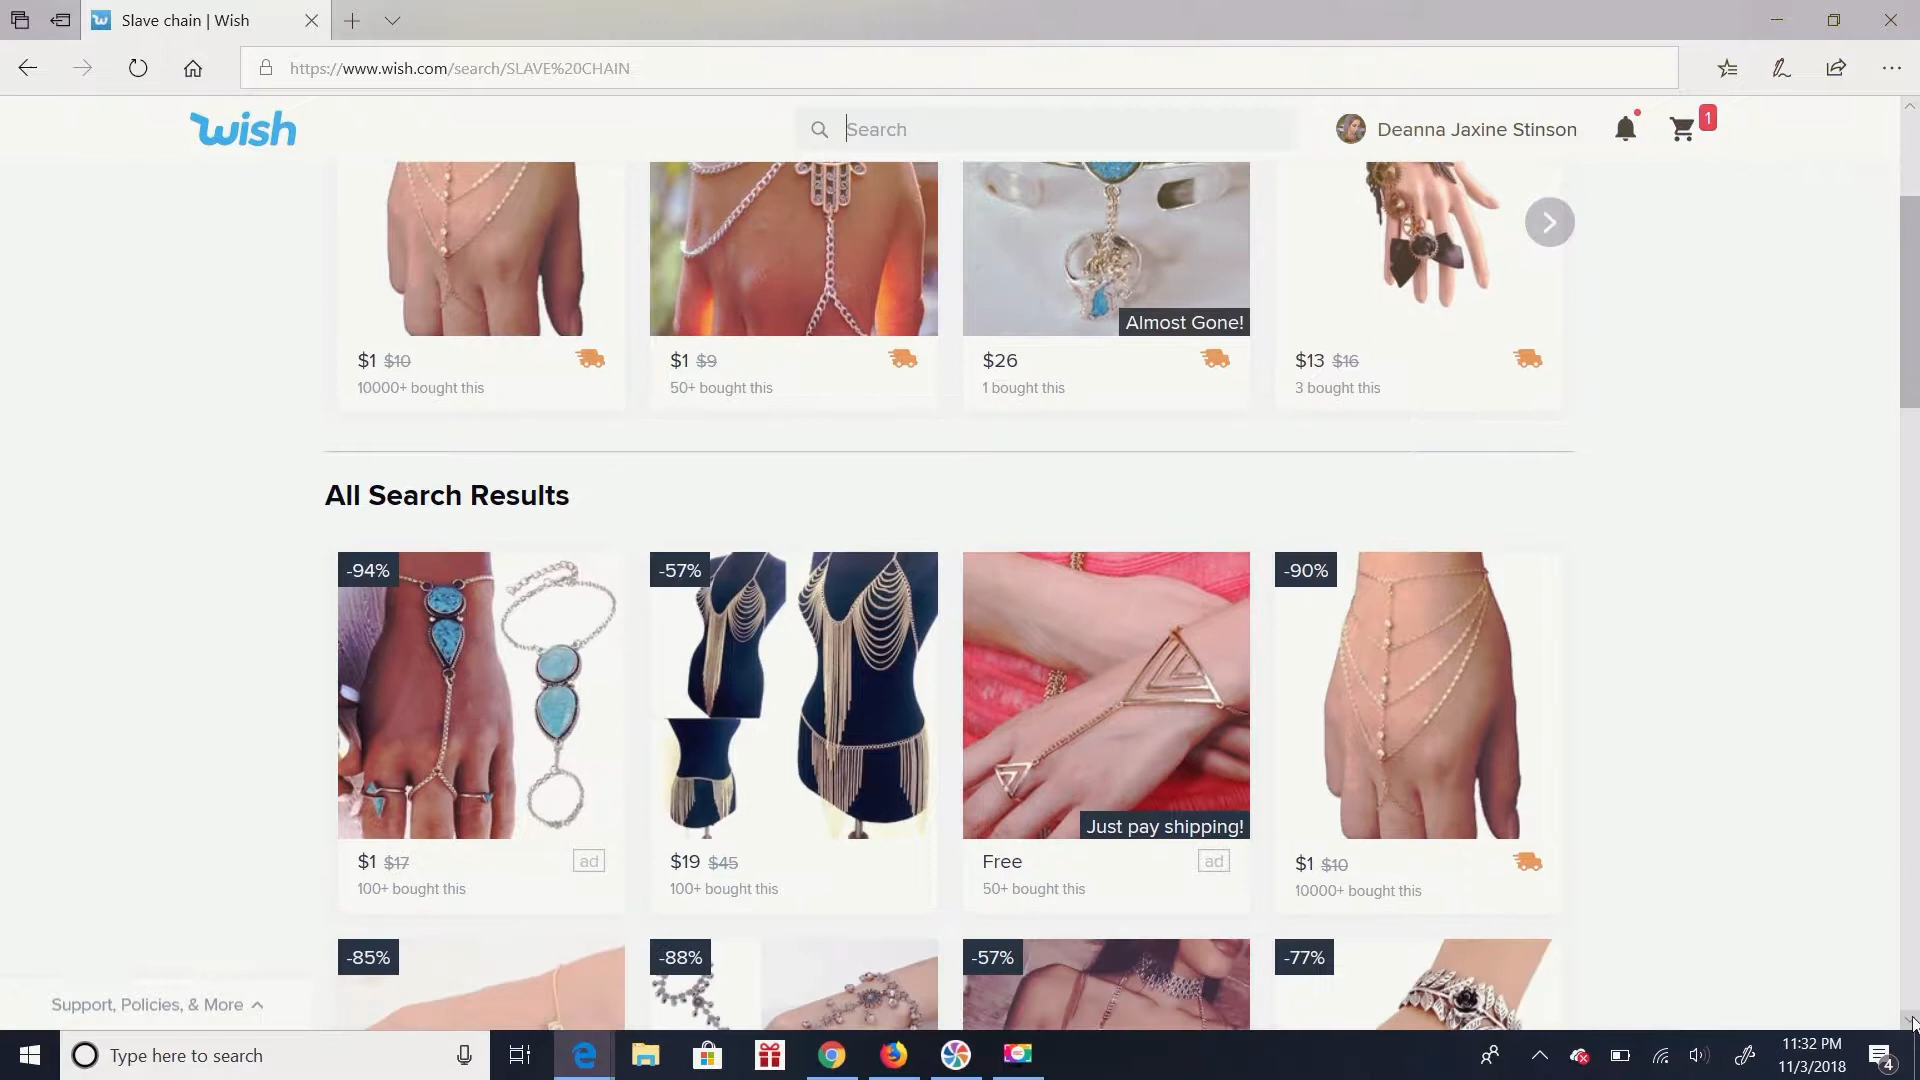 Slave chain | Wish
https://www.wish.com/search/SLAVE%20CHAIN
wish
Search
Deanna Jaxine Stinson
1
Almost Gone!
$1 $10
10000+ bought this
$1 $9
50+ bought this
$26
1 bought this
$13 $16
3 bought this
All Search Results
-94%
-57%
-90%
Just pay shipping!
$1 $17
ad
100+ bought this
$19 $45
100+ bought this
Free
ad
50+ bought this
$1 $10
10000+ bought this
-85%
-88%
-57%
-77%
Support, Policies, & More
Type here to search
11:32 PM
11/3/2018
4